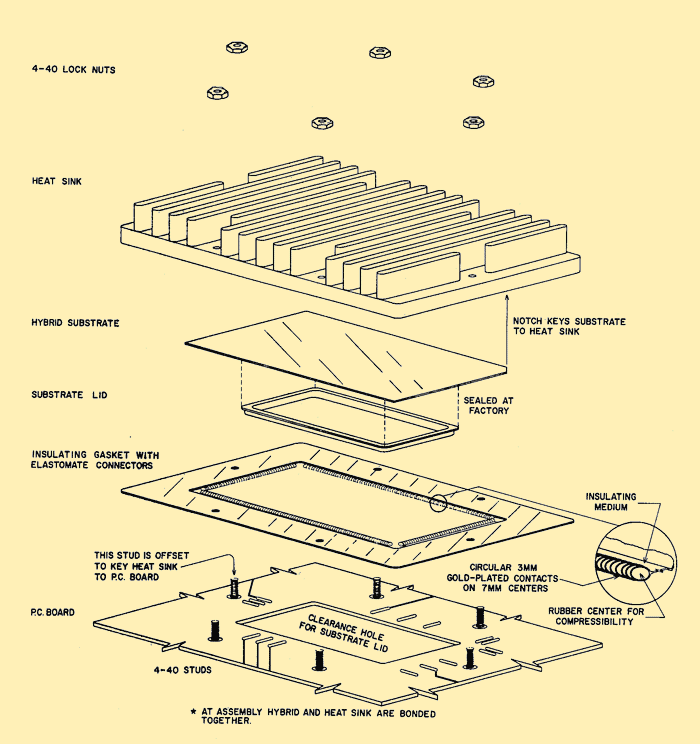 4-40 LOCK NUTS
HEAT SINK
HYBRID SUBSTRATE
NOTCH KEYS SUBSTRATE
TO HEAT SINK
SUBSTRATE LID
SEALED AT
FACTORY
INSULATING GASKET WITH
ELASTOMATE CONNECTORS
INSULATING
MEDIUM
THIS STUD IS OFFSET
TO KEY HEAT SINK
TO P.C. BOARD
CIRCULAR 3MM
GOLD-PLATED CONTACTS
ON 7MM CENTERS
RUBBER CENTER FOR
COMPRESSIBILITY
P.C. BOARD
CLEARANCE HOLE
FOR SUBSTRATE LID
4-40 STUDS
* AT ASSEMBLY HYBRID AND HEAT SINK ARE BONDED
TOGETHER.